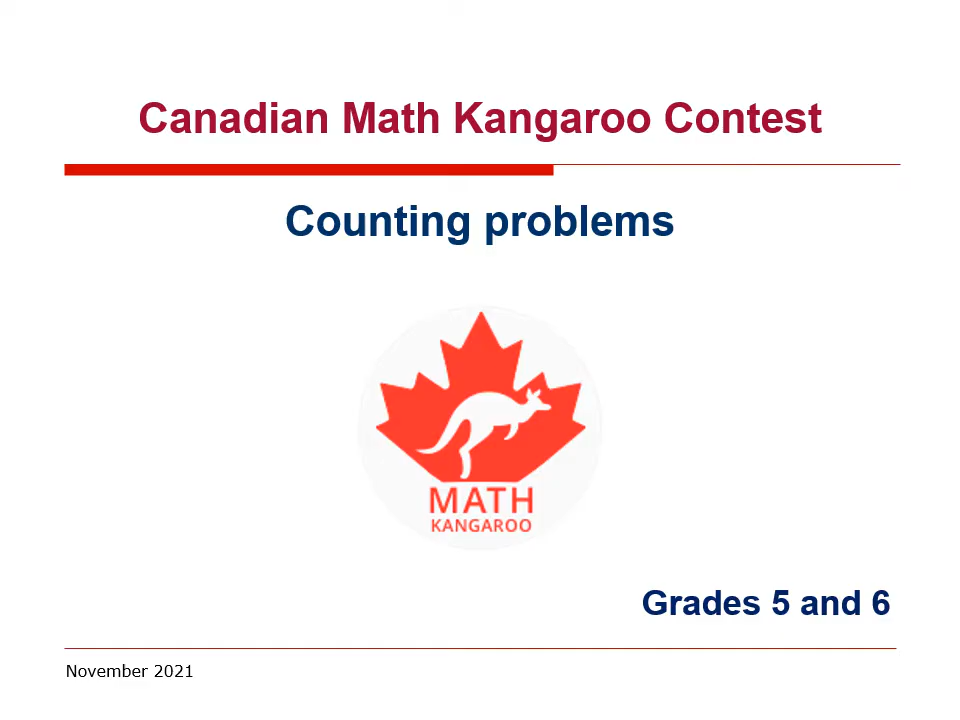 Canadian Math Kangaroo Contest
Counting problems
MATH
KANGAROO
Grades 5 and 6
November 2021